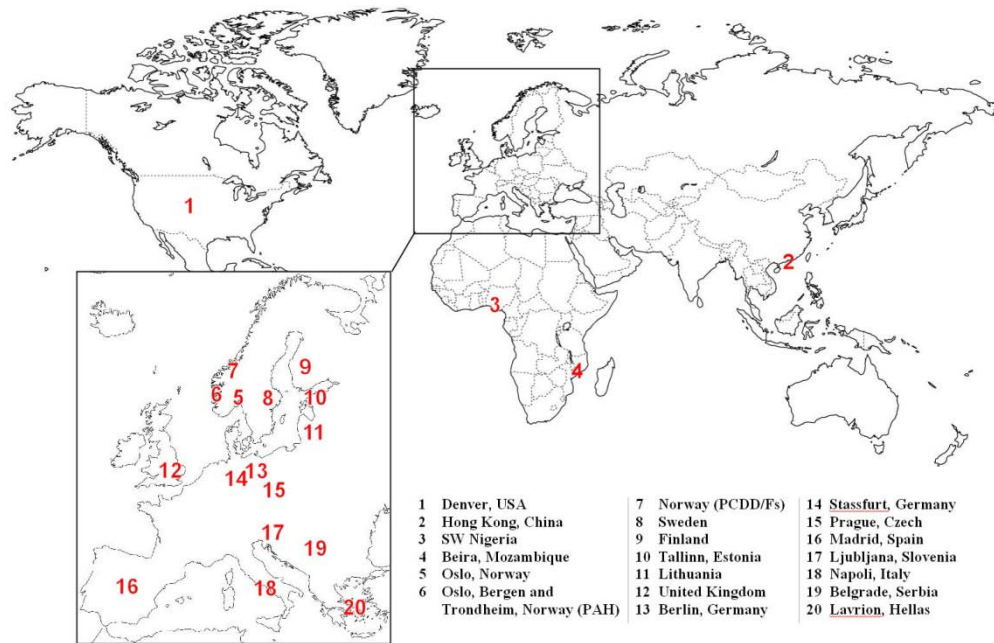 1
2
3
4
7
9
6
5
8
10
11
12
13
14
15
17
19
16
18
20
1 Denver, USA
2 Hong Kong, China
3 SW Nigeria
4 Beira, Mozambique
5 Oslo, Norway
6 Oslo, Bergen and
Trondheim, Norway (PAH)
7 Norway (PCDD/Fs)
8 Sweden
9 Finland
10 Tallinn, Estonia
11 Lithuania
12 United Kingdom
13 Berlin, Germany
14 Stassfurt, Germany
15 Prague, Czech
16 Madrid, Spain
17 Ljubljana, Slovenia
18 Napoli, Italy
19 Belgrade, Serbia
20 Lavrion, Hellas